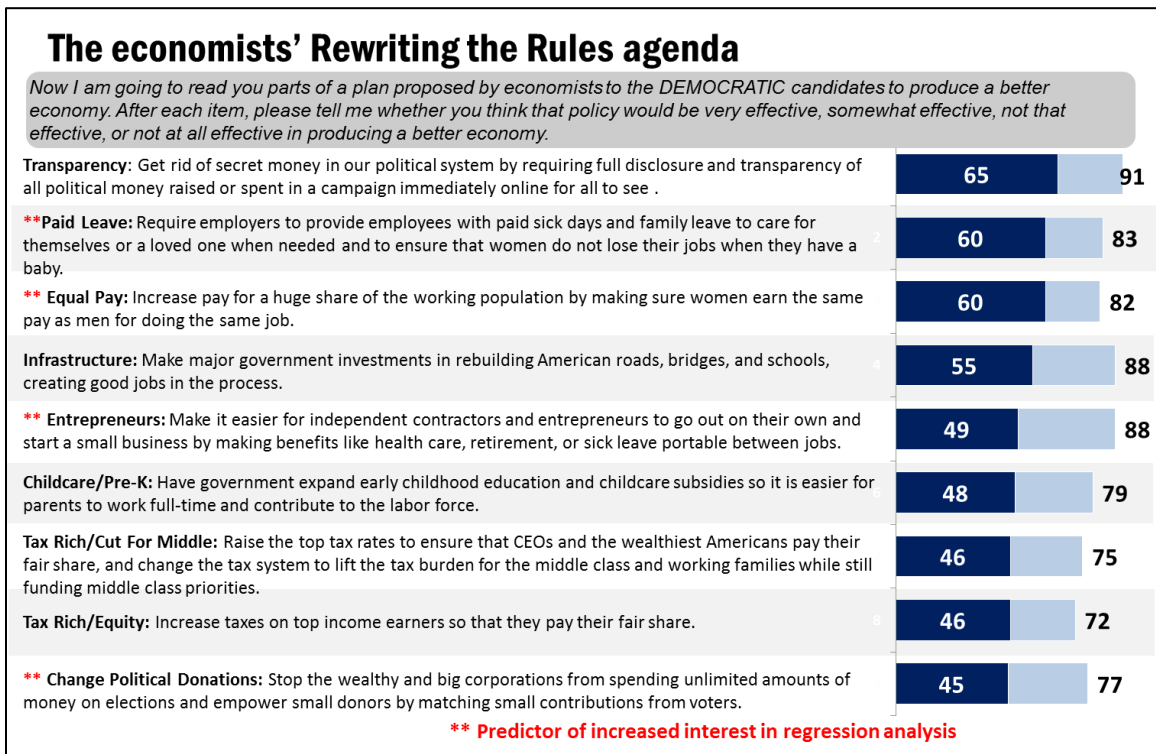 The economists' Rewriting the Rules agenda
Now I am going to read you parts of a plan proposed by economists to the DEMOCRATIC candidates to produce a better
economy. After each item, please tell me whether you think that policy would be very effective, somewhat effective, not that
effective, or not at all effective in producing a better economy.
Transparency: Get rid of secret money in our political system by requiring full disclosure and transparency of
all political money raised or spent in a campaign immediately online for all to see .
65 91
**Paid Leave: Require employers to provide employees with paid sick days and family leave to care for
themselves or a loved one when needed and to ensure that women do not lose their jobs when they have a
baby.
2 60 83
** Equal Pay: Increase pay for a huge share of the working population by making sure women earn the same
pay as men for doing the same job.
60 82
Infrastructure: Make major government investments in rebuilding American roads, bridges, and schools,
creating good jobs in the process.
4 55 88
** Entrepreneurs: Make it easier for independent contractors and entrepreneurs to go out on their own and
start a small business by making benefits like health care, retirement, or sick leave portable between jobs.
49 88
Childcare/Pre-K: Have government expand early childhood education and childcare subsidies so it is easier for
parents to work full-time and contribute to the labor force.
6 48 79
Tax Rich/Cut For Middle: Raise the top tax rates to ensure that CEOs and the wealthiest Americans pay their
fair share, and change the tax system to lift the tax burden for the middle class and working families while still
funding middle class priorities.
46 75
Tax Rich/Equity: Increase taxes on top income earners so that they pay their fair share.
8 46 72
** Change Political Donations: Stop the wealthy and big corporations from spending unlimited amounts of
money on elections and empower small donors by matching small contributions from voters.
45 77
** Predictor of increased interest in regression analysis